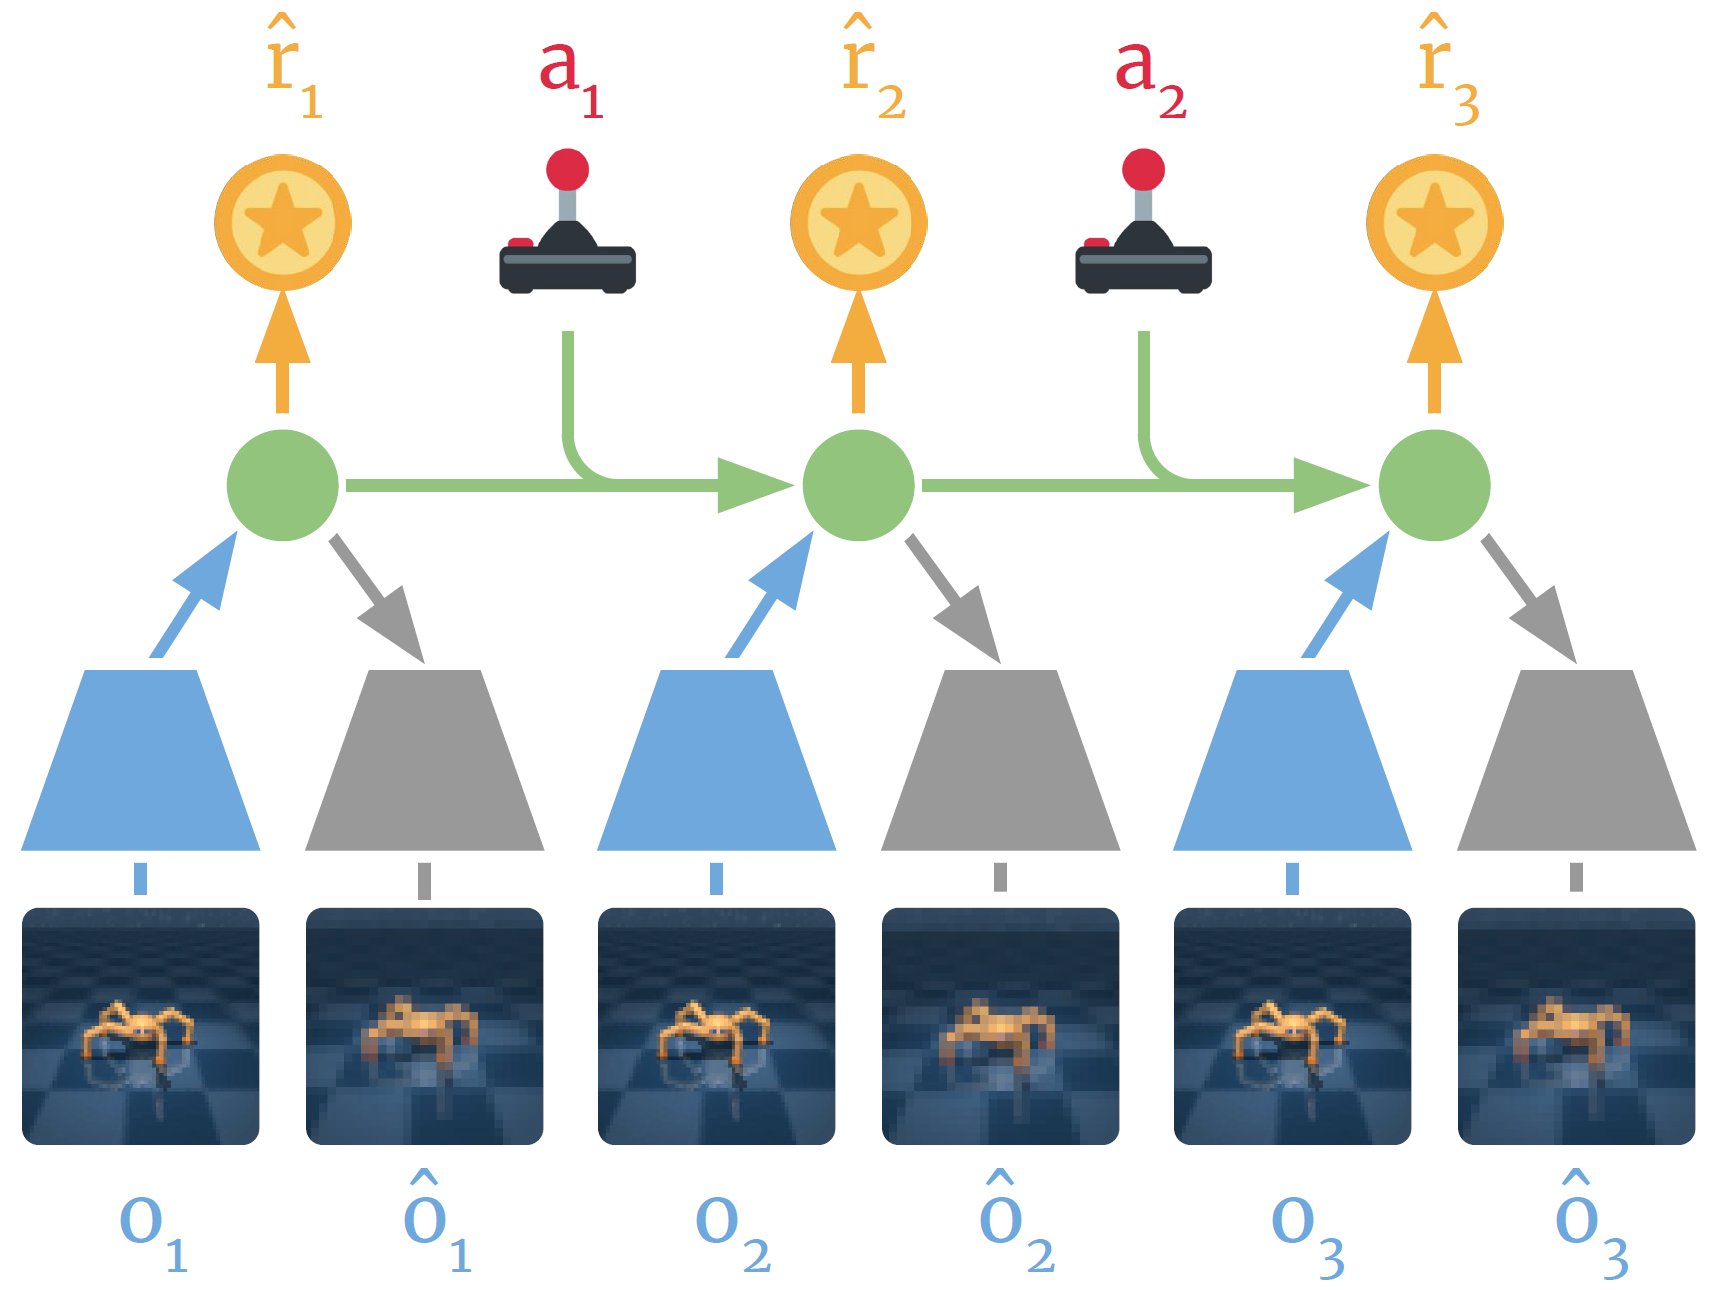 r̂₁ a₁ r̂₂ a₂ r̂₃
o₁ ô₁ o₂ ô₂ o₃ ô₃